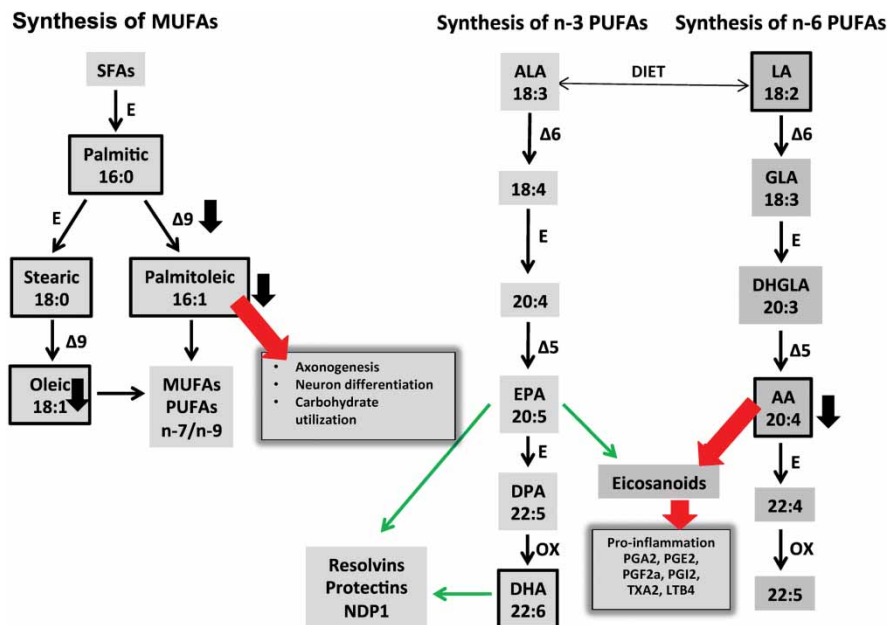 Synthesis of MUFAs
SFAs
E
Palmitic
16:0
E
Δ9
Stearic
18:0
Palmitoleic
16:1
Δ9
Oleic
18:1
MUFAs
PUFAs
n-7/n-9
• Axonogenesis
• Neuron differentiation
• Carbohydrate
utilization
Synthesis of n-3 PUFAs
ALA
18:3
DIET
Δ6
18:4
E
20:4
Δ5
EPA
20:5
E
DPA
22:5
OX
DHA
22:6
Resolvins
Protectins
NDP1
Synthesis of n-6 PUFAs
LA
18:2
Δ6
GLA
18:3
E
DHGLA
20:3
Δ5
AA
20:4
E
22:4
OX
22:5
Eicosanoids
Pro-inflammation
PGA2, PGE2,
PGF2a, PGI2,
TXA2, LTB4